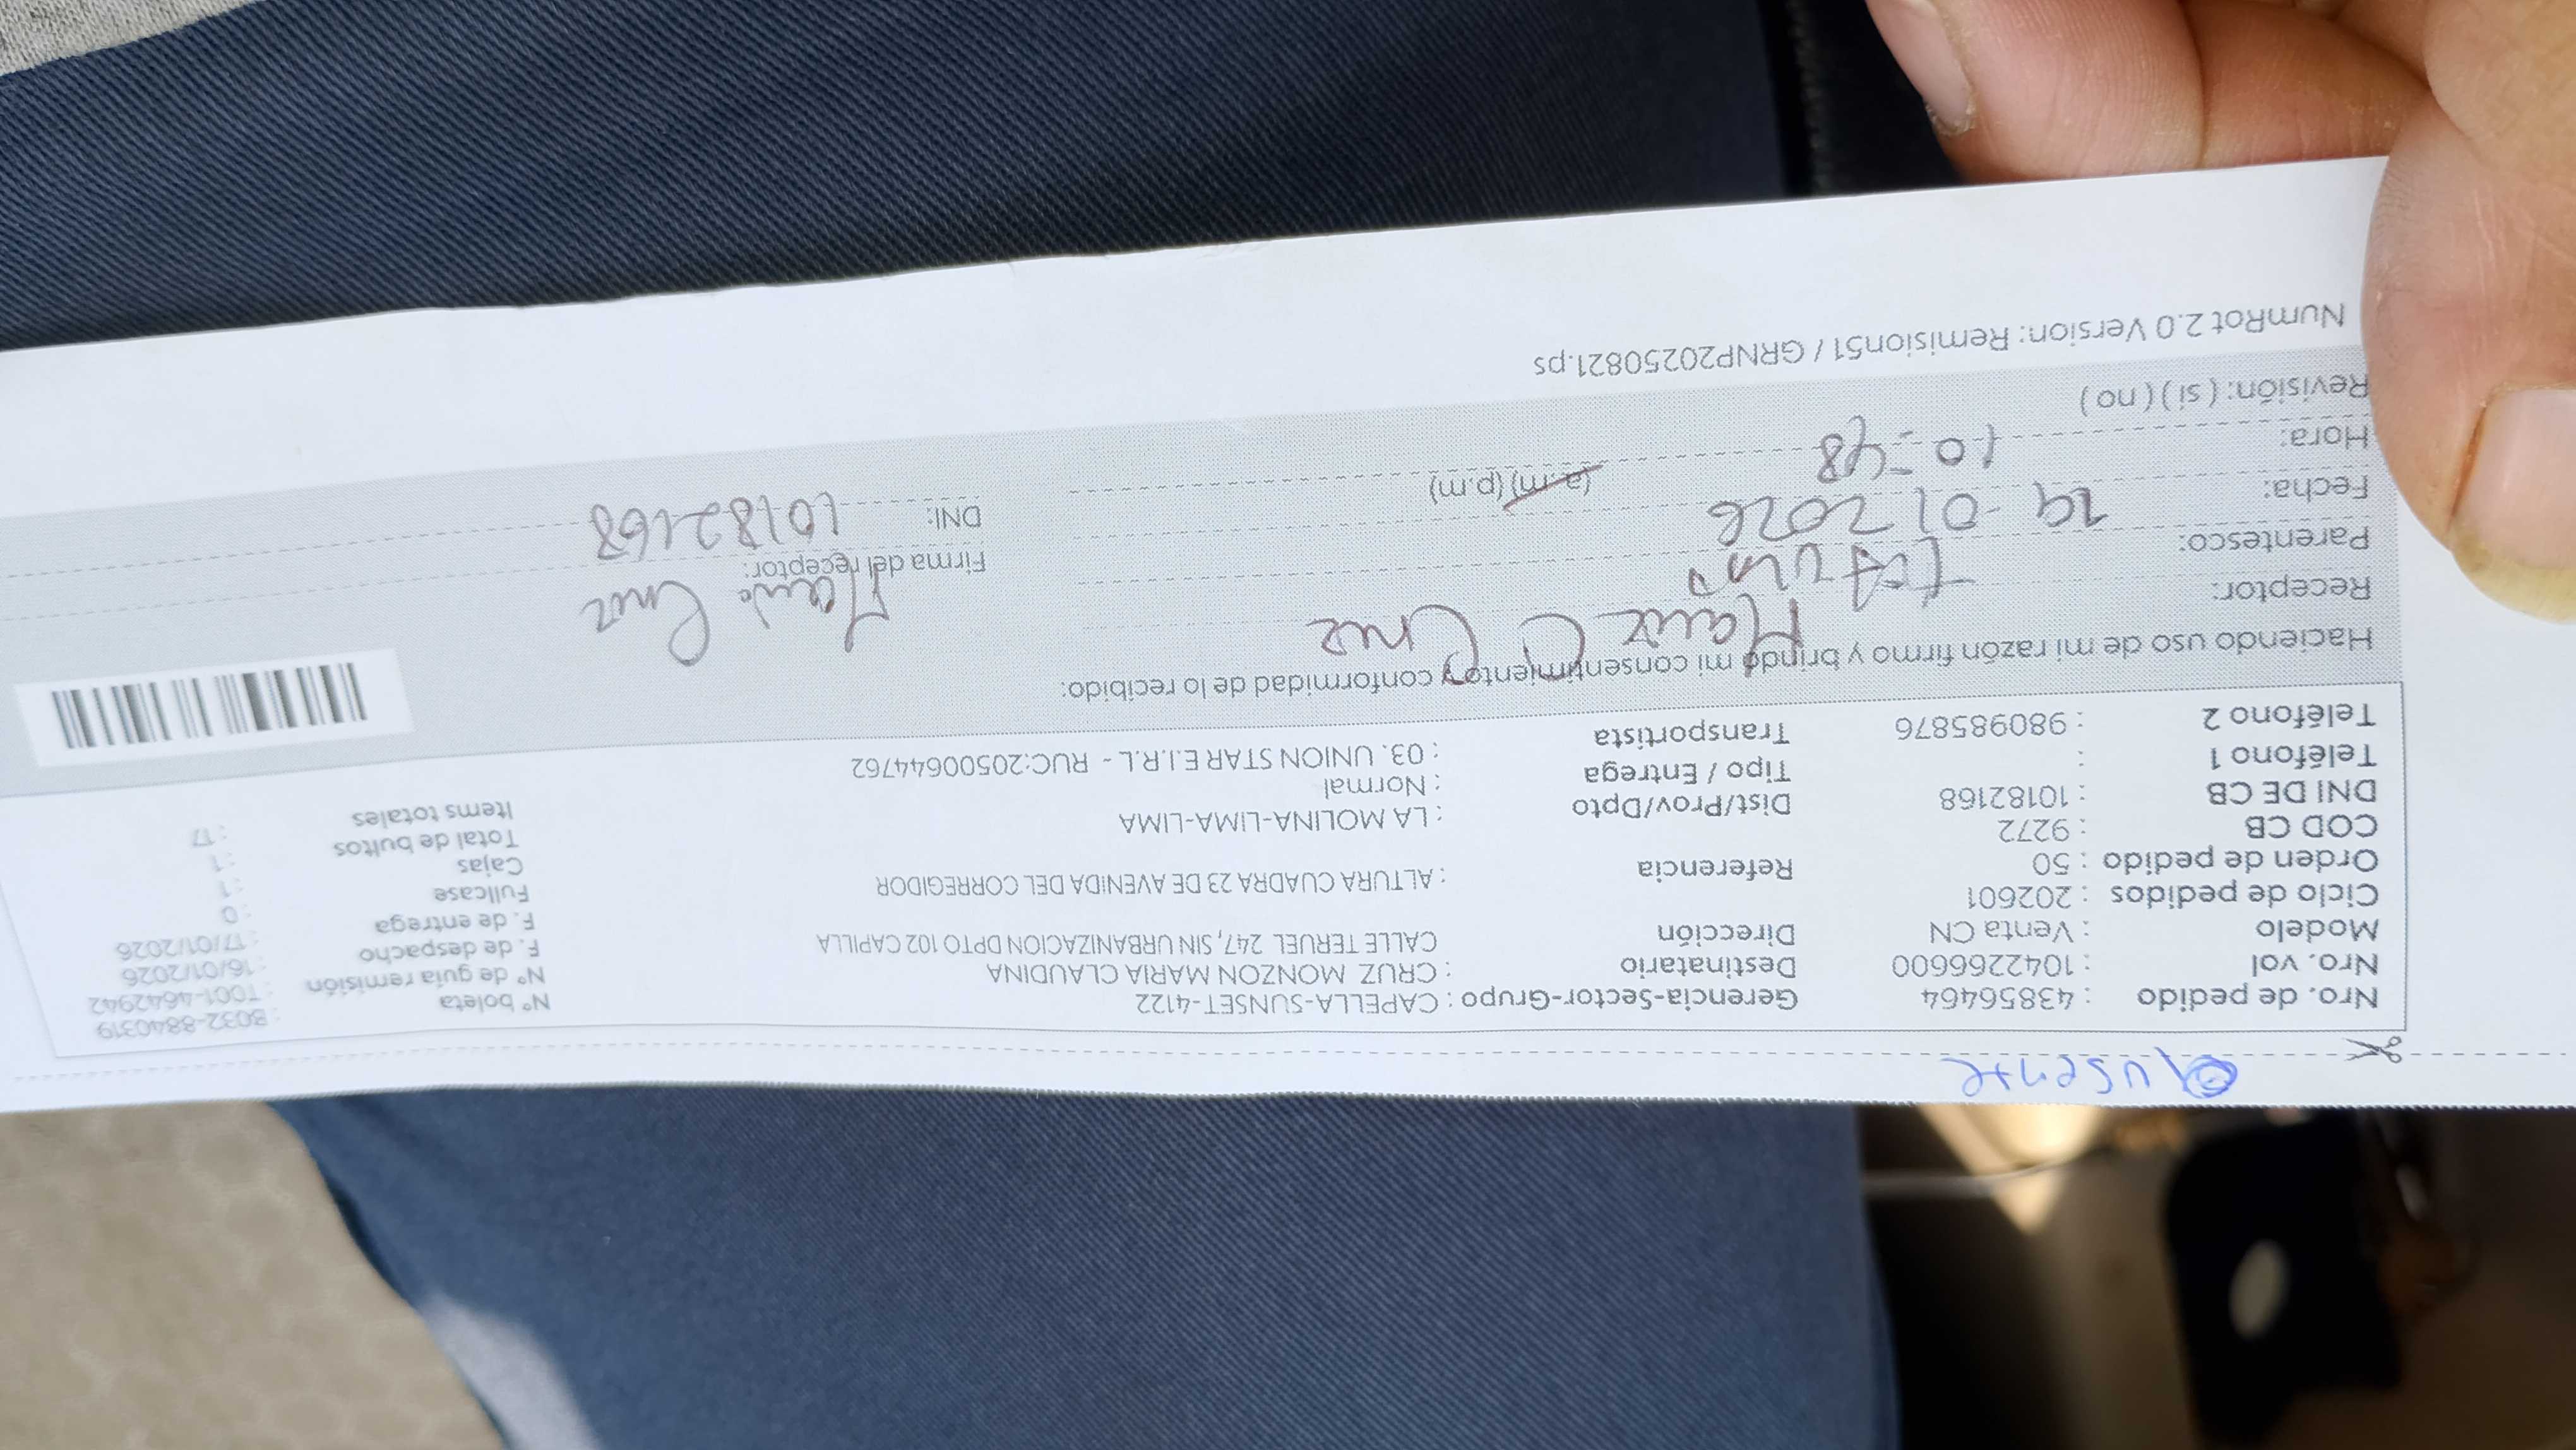 ausente
Nro. de pedido : 43856464 Gerencia-Sector-Grupo : CAPELLA-SUNSET-4122 N° boleta : B032-8840319
Nro. vol : 1042266600 Destinatario : CRUZ MONZON MARIA CLAUDINA N° de guía remisión : T001-4642942
Modelo : Venta CN Dirección CALLE TERUEL 247, SIN URBANIZACION DPTO 102 CAPILLA F. de despacho : 16/01/2026
Ciclo de pedidos : 202601 F. de entrega : 17/01/2026
Orden de pedido : 50 Referencia : ALTURA CUADRA 23 DE AVENIDA DEL CORREGIDOR Fullcase : 0
COD CB : 9272 Cajas : 1
DNI DE CB : 10182168 Dist/Prov/Dpto : LA MOLINA-LIMA-LIMA Total de bultos : 1
Teléfono 1 : Tipo / Entrega : Normal Items totales : 17
Teléfono 2 : 980985876 Transportista : 03. UNION STAR E.I.R.L - RUC:20500644762
Haciendo uso de mi razón firmo y brindo mi consentimiento y conformidad de lo recibido:
Receptor: Maria C Cruz Maria Cruz
Parentesco: Firma del receptor:
Fecha: 19-01 2026 DNI: 10182168
Hora: 10-48 (a.m) (p.m)
Revisión: ( si ) ( no )
NumRot 2.0 Version: Remision51 / GRNP20250821.ps